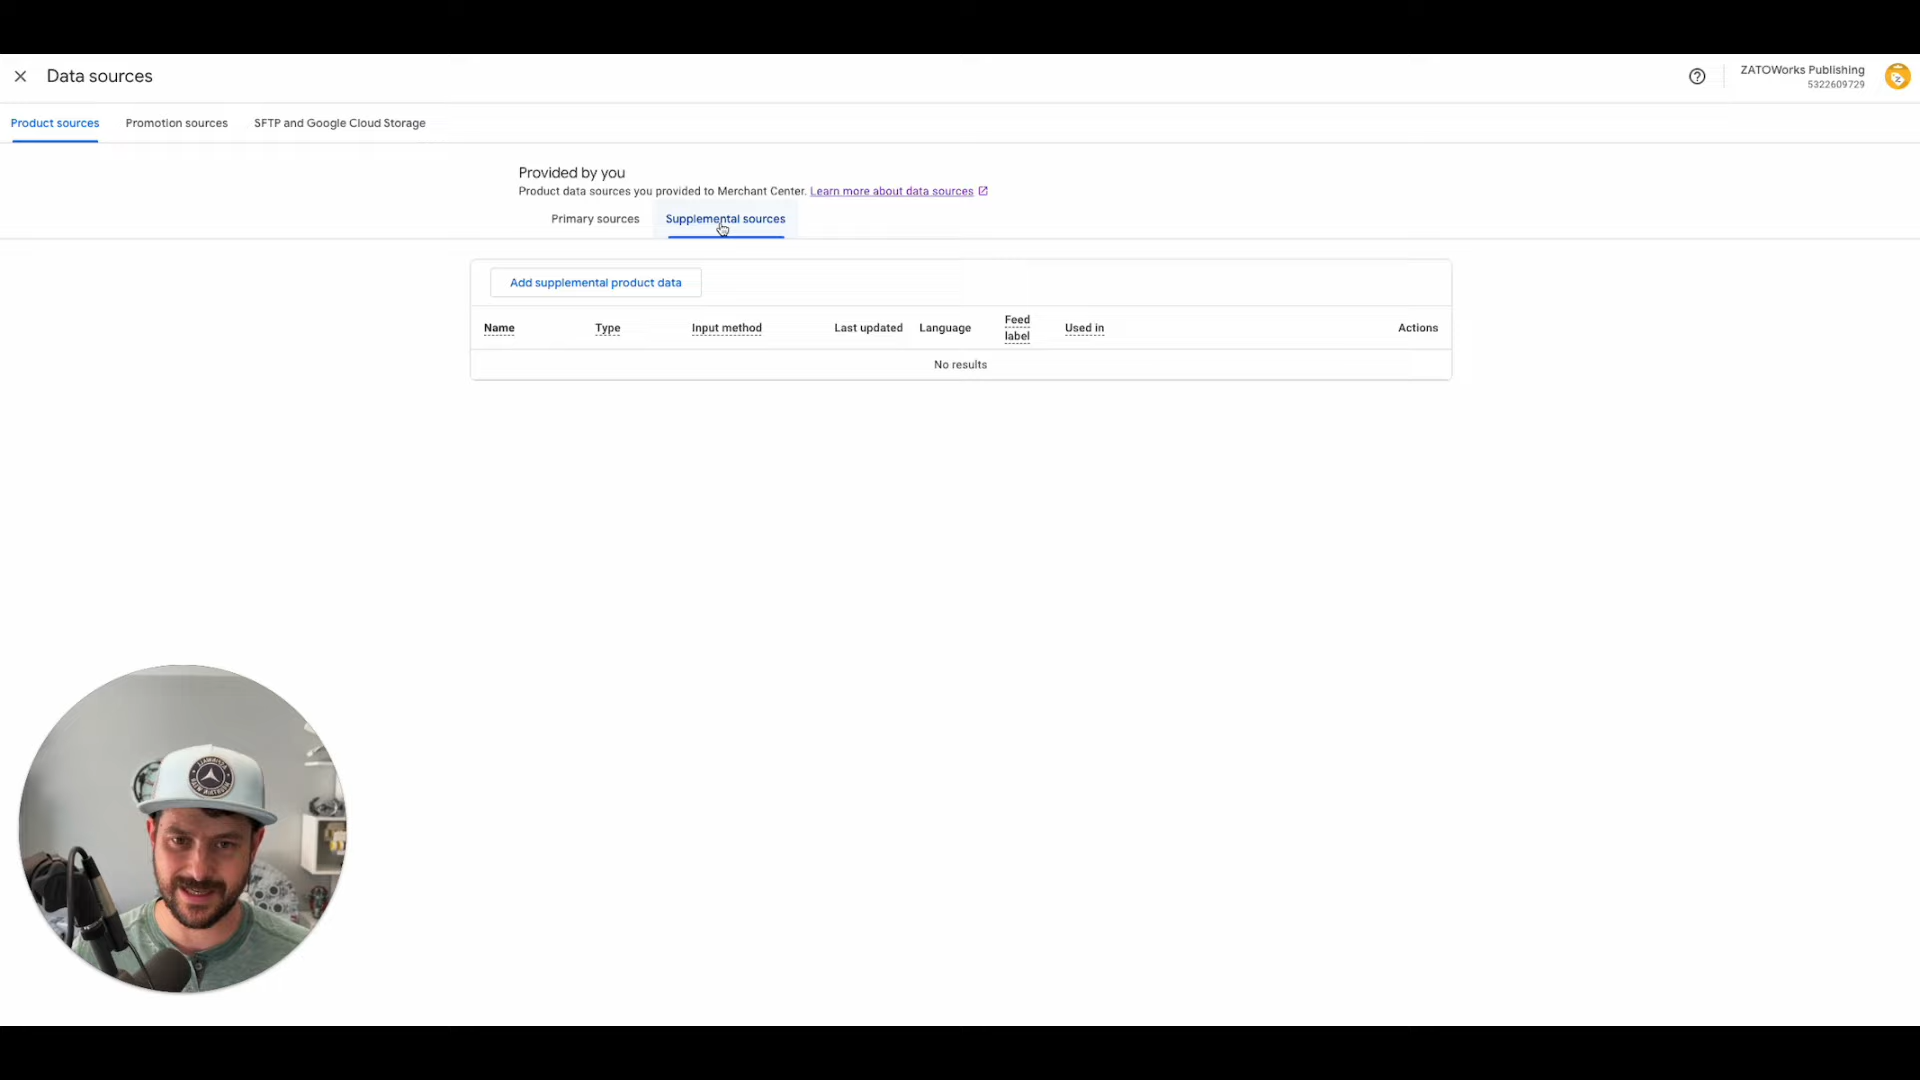 Data sources
ZATOWorks Publishing
5322609729
Product sources
Promotion sources
SFTP and Google Cloud Storage
Provided by you
Product data sources you provided to Merchant Center. Learn more about data sources
Primary sources
Supplemental sources
Add supplemental product data
Name
Type
Input method
Last updated
Language
Feed
label
Used in
Actions
No results